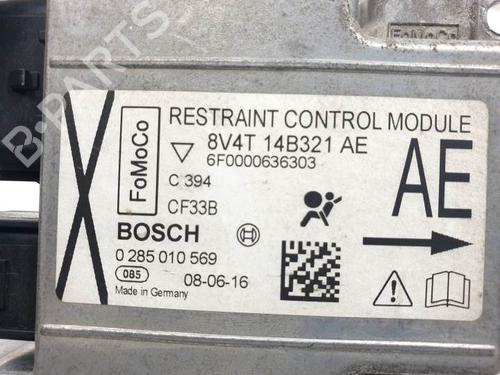 FoMoCo
B-PARTS
RESTRAINT CONTROL MODULE
FoMoCo
8V4T 14B321 AE
6F0000636303
C 394
CF33B
AE
BOSCH
0 285 010 569
085
08-06-16
Made in Germany